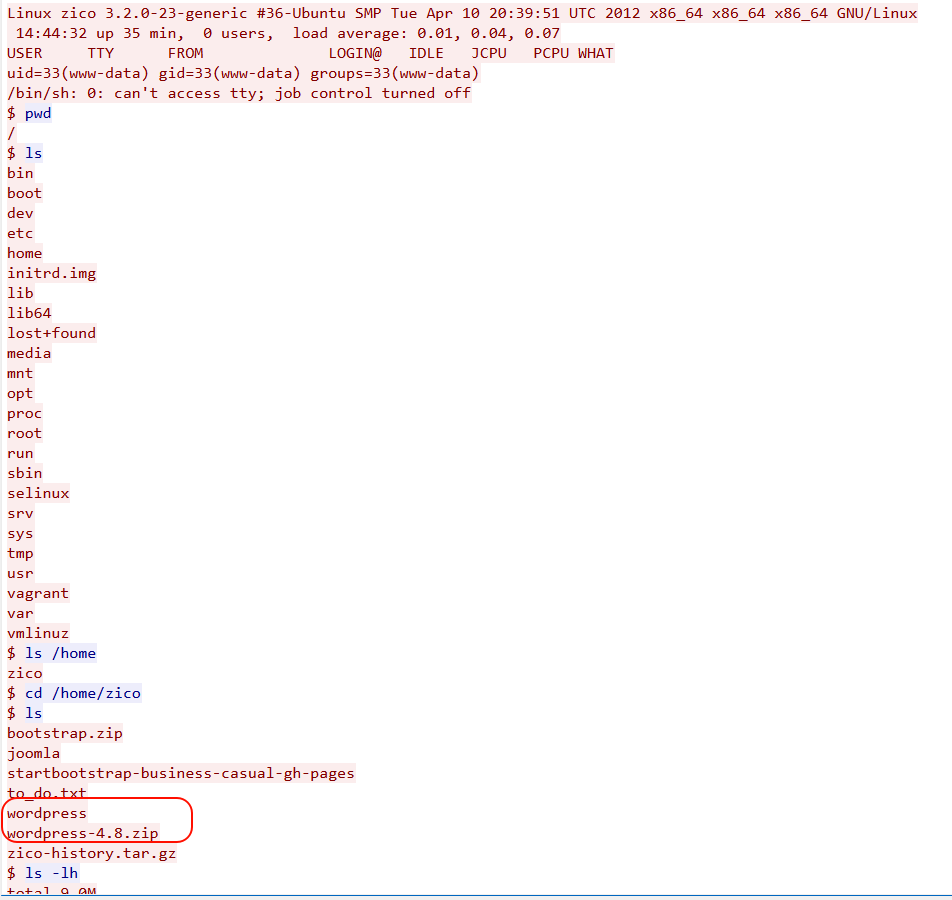 Linux zico 3.2.0-23-generic #36-Ubuntu SMP Tue Apr 10 20:39:51 UTC 2012 x86_64 x86_64 x86_64 GNU/Linux
 14:44:32 up 35 min,  0 users,  load average: 0.01, 0.04, 0.07
USER     TTY      FROM              LOGIN@   IDLE   JCPU   PCPU WHAT
uid=33(www-data) gid=33(www-data) groups=33(www-data)
/bin/sh: 0: can't access tty; job control turned off
$ pwd
/
$ ls
bin
boot
dev
etc
home
initrd.img
lib
lib64
lost+found
media
mnt
opt
proc
root
run
sbin
selinux
srv
sys
tmp
usr
vagrant
var
vmlinuz
$ ls /home
zico
$ cd /home/zico
$ ls
bootstrap.zip
joomla
startbootstrap-business-casual-gh-pages
to_do.txt
wordpress
wordpress-4.8.zip
zico-history.tar.gz
$ ls -lh
total 9.0M